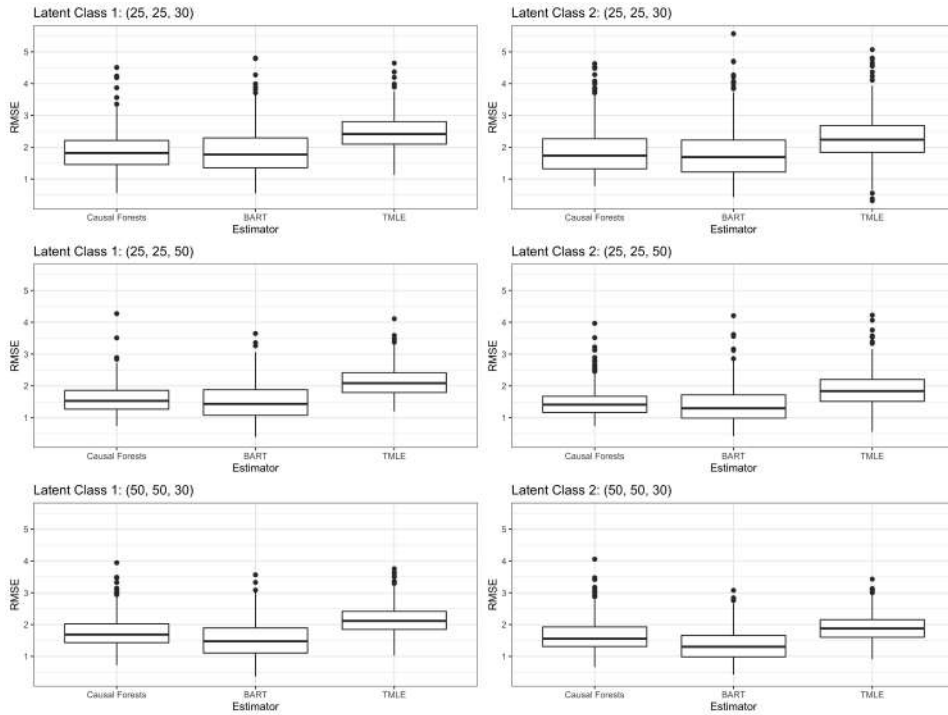 Latent Class 1: (25, 25, 30)
5
4
3
2
1
RMSE
Causal Forests BART TMLE
Estimator
Latent Class 2: (25, 25, 30)
5
4
3
2
1
RMSE
Causal Forests BART TMLE
Estimator
Latent Class 1: (25, 25, 50)
5
4
3
2
1
RMSE
Causal Forests BART TMLE
Estimator
Latent Class 2: (25, 25, 50)
5
4
3
2
1
RMSE
Causal Forests BART TMLE
Estimator
Latent Class 1: (50, 50, 30)
5
4
3
2
1
RMSE
Causal Forests BART TMLE
Estimator
Latent Class 2: (50, 50, 30)
5
4
3
2
1
RMSE
Causal Forests BART TMLE
Estimator